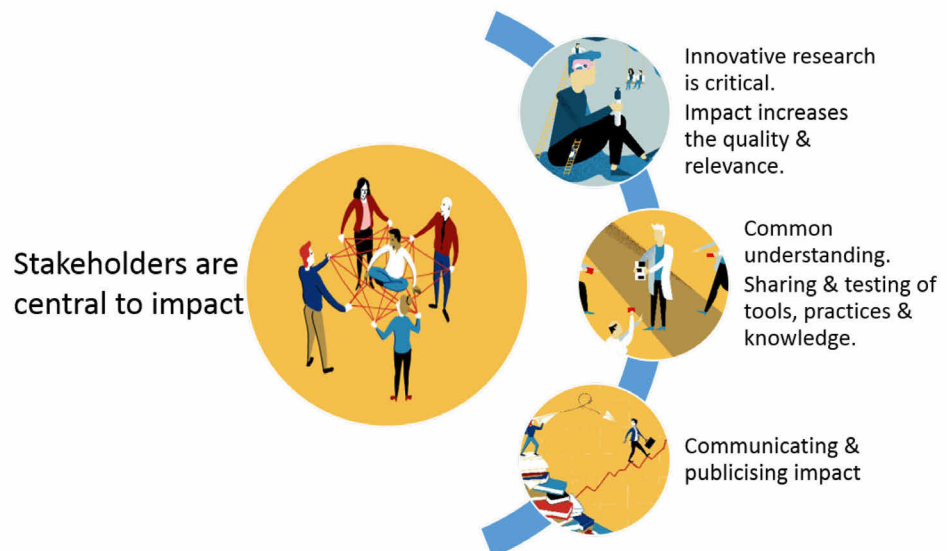 Stakeholders are
central to impact
Innovative research
is critical.
Impact increases
the quality &
relevance.
Common
understanding.
Sharing & testing of
tools, practices &
knowledge.
Communicating &
publicising impact